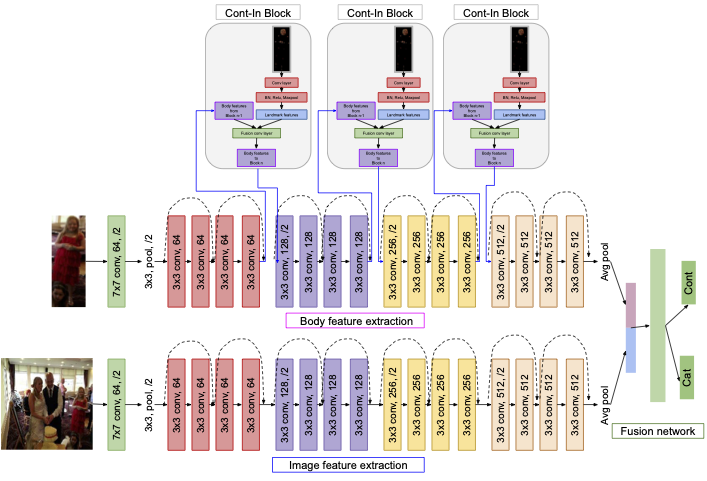 Cont-In Block
Cont-In Block
Cont-In Block
Conv layer
BN, Relu, Maxpool
Body features
from
Block n-1
Landmark features
Fusion conv layer
Body features
to
Block n
Conv layer
BN, Relu, Maxpool
Body features
from
Block n-1
Landmark features
Fusion conv layer
Body features
to
Block n
Conv layer
BN, Relu, Maxpool
Body features
from
Block n-1
Landmark features
Fusion conv layer
Body features
to
Block n
7x7 conv, 64, /2
3x3, pool, /2
3x3 conv, 64
3x3 conv, 64
3x3 conv, 64
3x3 conv, 64
3x3 conv, 128, /2
3x3 conv, 128
3x3 conv, 128
3x3 conv, 128
3x3 conv, 256, /2
3x3 conv, 256
3x3 conv, 256
3x3 conv, 256
3x3 conv, 512, /2
3x3 conv, 512
3x3 conv, 512
3x3 conv, 512
Avg pool
Body feature extraction
7x7 conv, 64, /2
3x3, pool, /2
3x3 conv, 64
3x3 conv, 64
3x3 conv, 64
3x3 conv, 64
3x3 conv, 128, /2
3x3 conv, 128
3x3 conv, 128
3x3 conv, 128
3x3 conv, 256, /2
3x3 conv, 256
3x3 conv, 256
3x3 conv, 256
3x3 conv, 512, /2
3x3 conv, 512
3x3 conv, 512
3x3 conv, 512
Avg pool
Image feature extraction
Cont
Cat
Fusion network